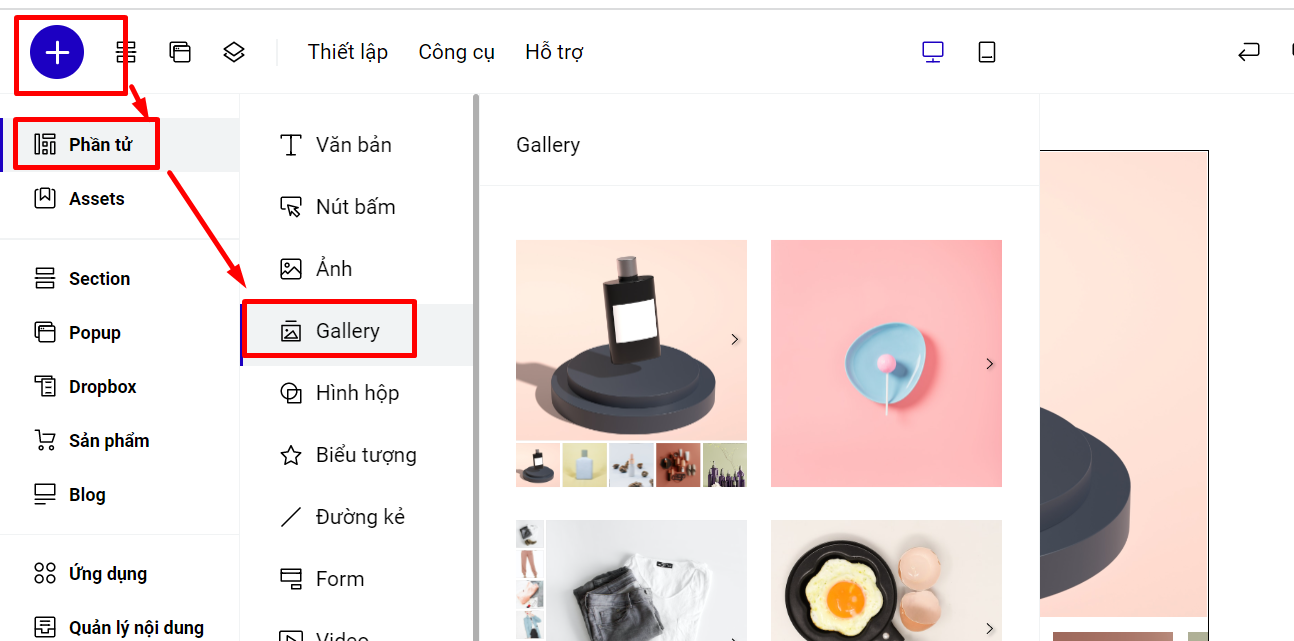 Thiết lập
Công cụ
Hỗ trợ
Phần tử
Assets
Section
Popup
Dropbox
Sản phẩm
Blog
Ứng dụng
Quản lý nội dung
Văn bản
Nút bấm
Ảnh
Gallery
Hình hộp
Biểu tượng
Đường kẻ
Form
Video
Gallery